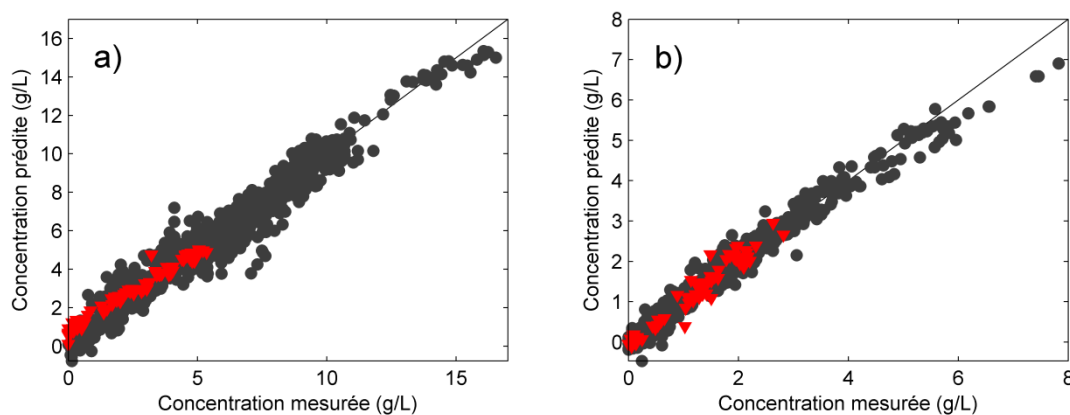 a)
Concentration prédite (g/L)
16
14
12
10
8
6
4
2
0
0 5 10 15
Concentration mesurée (g/L)
b)
Concentration prédite (g/L)
8
7
6
5
4
3
2
1
0
0 2 4 6 8
Concentration mesurée (g/L)